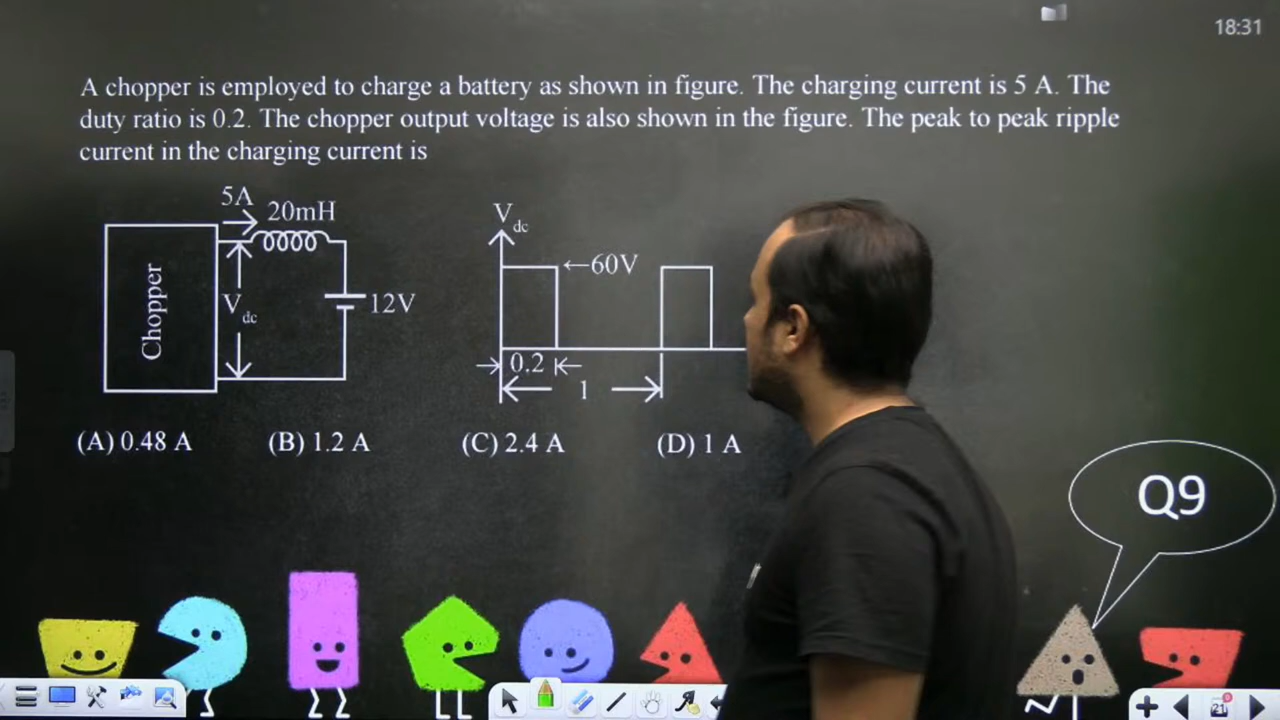 18:31
A chopper is employed to charge a battery as shown in figure. The charging current is 5 A. The
duty ratio is 0.2. The chopper output voltage is also shown in the figure. The peak to peak ripple
current in the charging current is
5A
20mH
Chopper
V dc
12V
V dc
←60V
0.2
1
(A) 0.48 A (B) 1.2 A (C) 2.4 A (D) 1 A
Q9
21